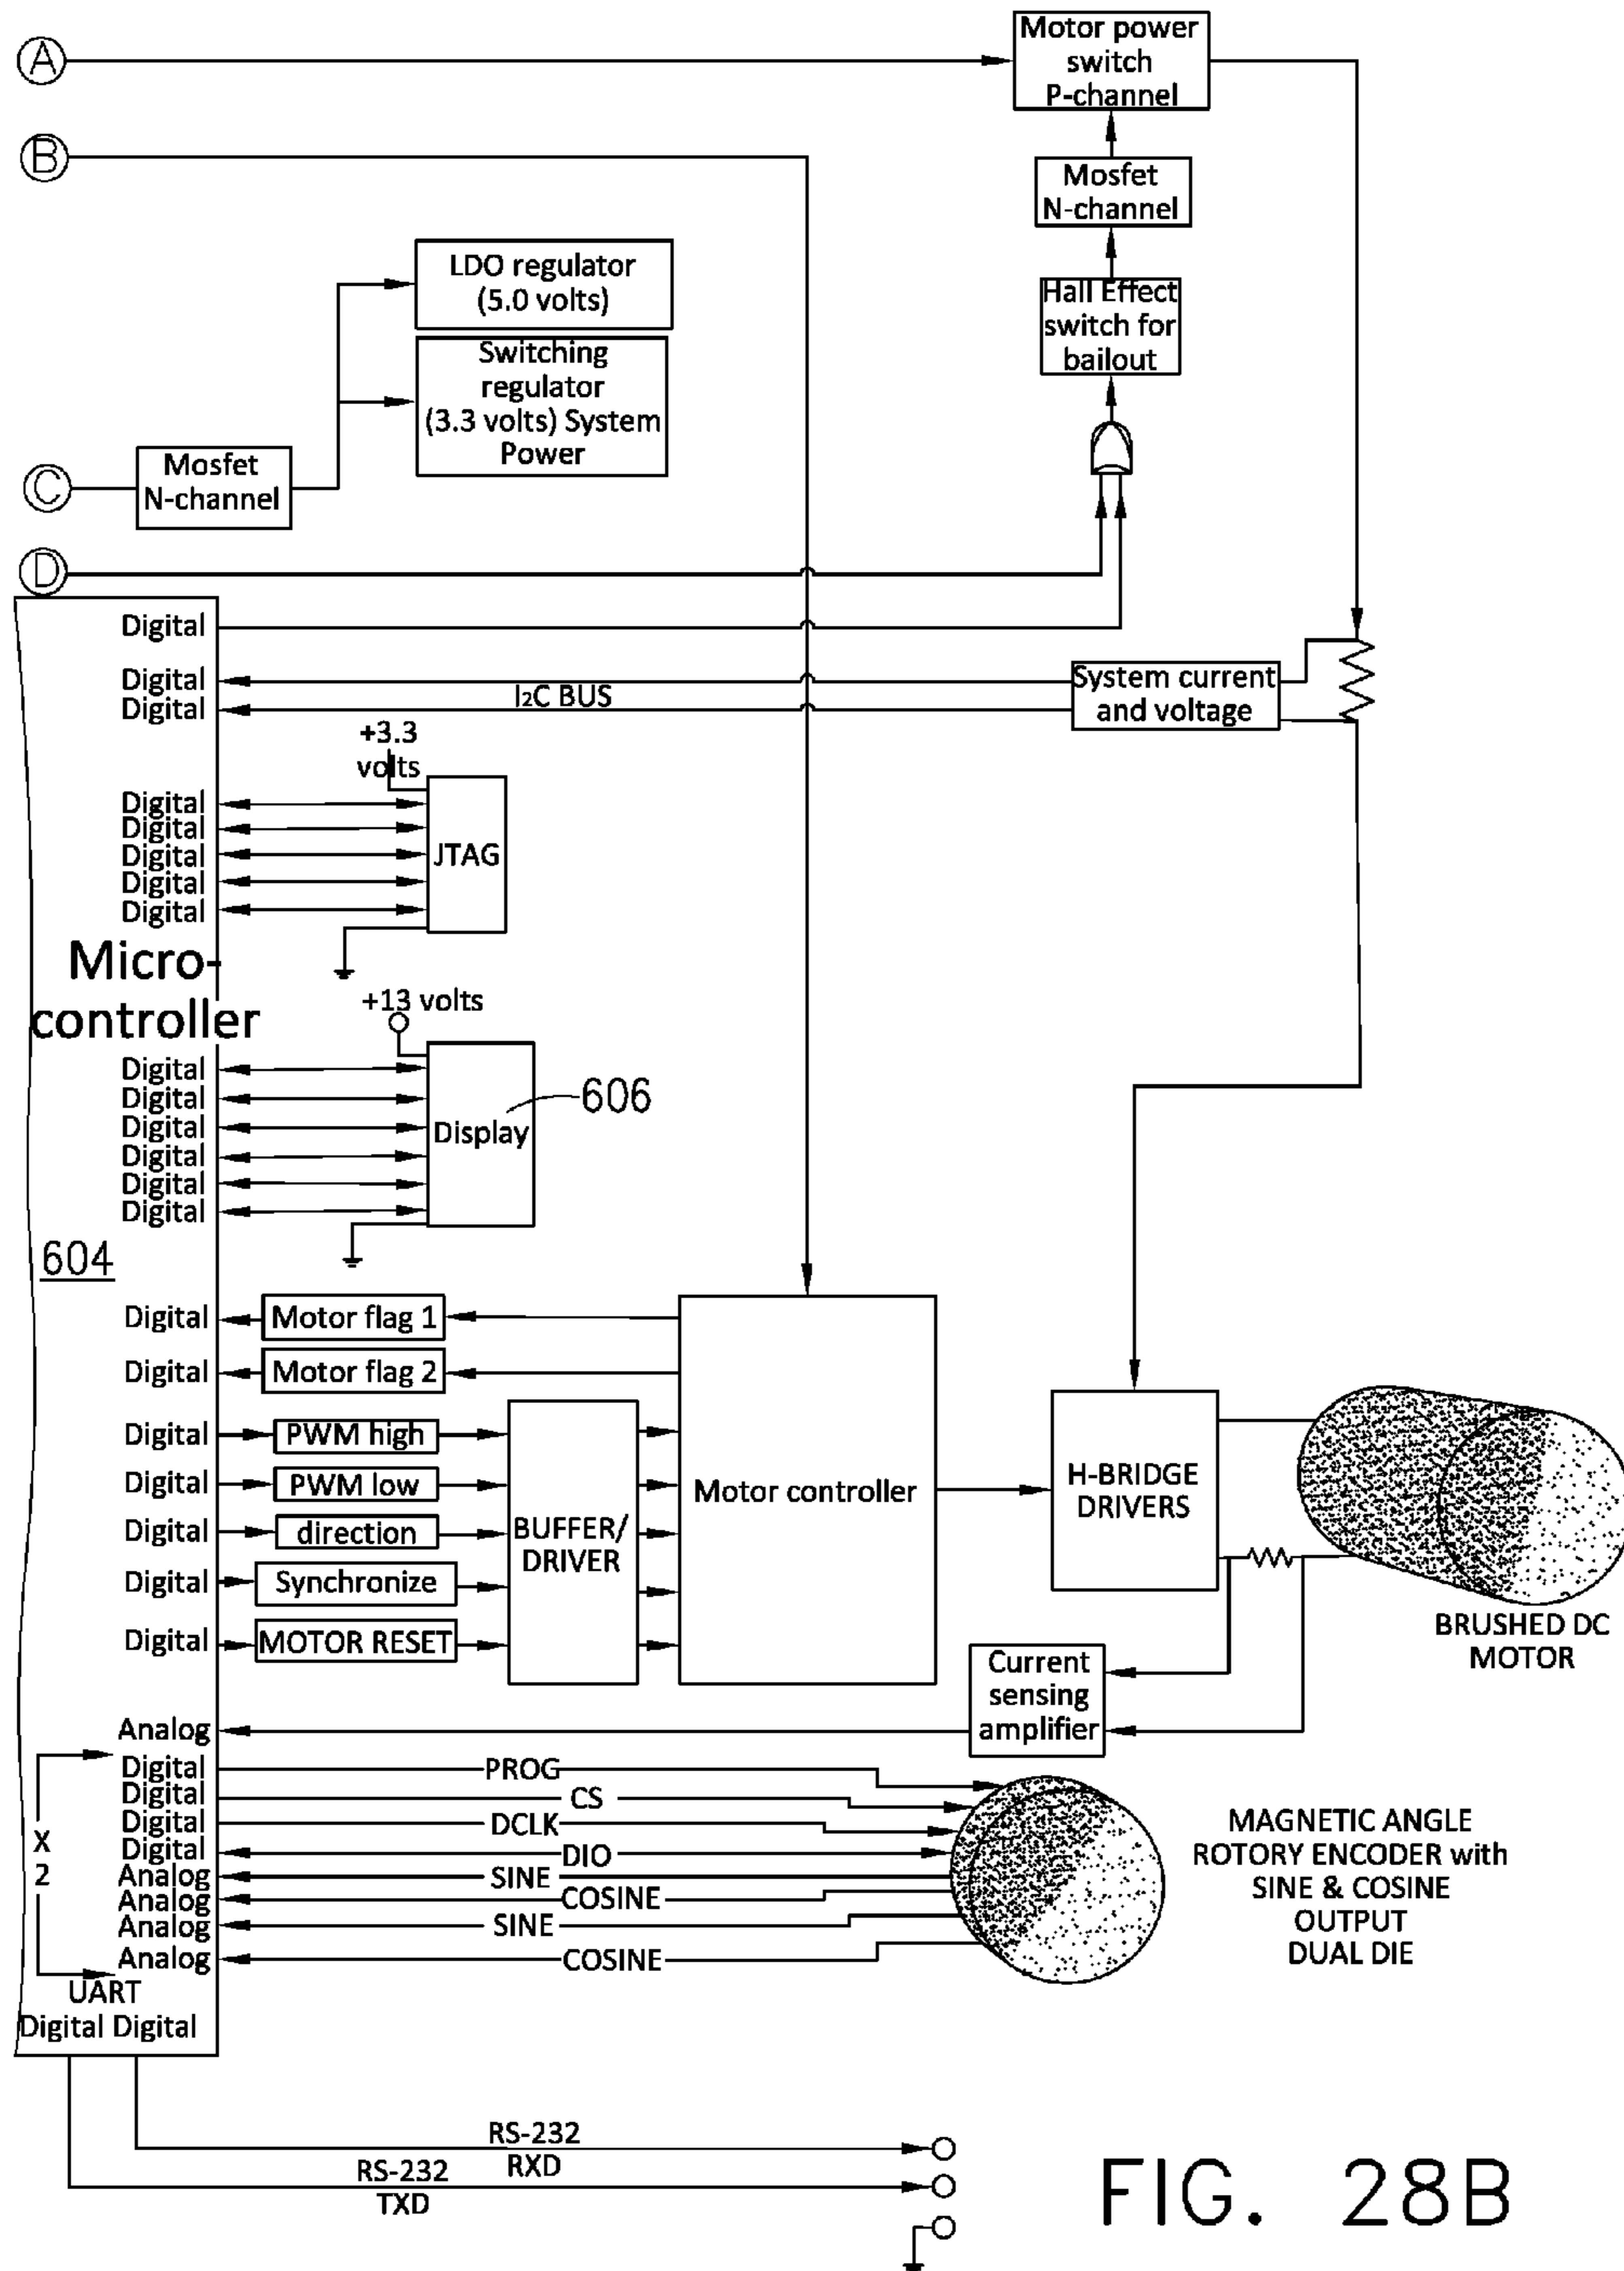 A
Motor power
switch
P-channel
B
Mosfet
N-channel
LDO regulator
(5.0 volts)
Hall Effect
switch for
bailout
Switching
regulator
(3.3 volts) System
Power
C
Mosfet
N-channel
D
Digital
Digital
I2C BUS
Digital
System current
and voltage
+3.3
volts
Digital
Digital
Digital
Digital
Digital
JTAG
Micro-
controller
+13 volts
Digital
Digital
Digital
Digital
Digital
Digital
Display
606
604
Digital
Motor flag 1
Digital
Motor flag 2
Digital
PWM high
Digital
PWM low
Digital
direction
Digital
Synchronize
Digital
MOTOR RESET
BUFFER/
DRIVER
Motor controller
H-BRIDGE
DRIVERS
BRUSHED DC
MOTOR
Current
sensing
amplifier
Analog
Digital
PROG
Digital
CS
Digital
DCLK
Digital
DIO
Analog
SINE
Analog
COSINE
Analog
SINE
Analog
COSINE
X
2
MAGNETIC ANGLE
ROTORY ENCODER with
SINE & COSINE
OUTPUT
DUAL DIE
UART
Digital Digital
RS-232
RXD
RS-232
TXD
FIG. 28B